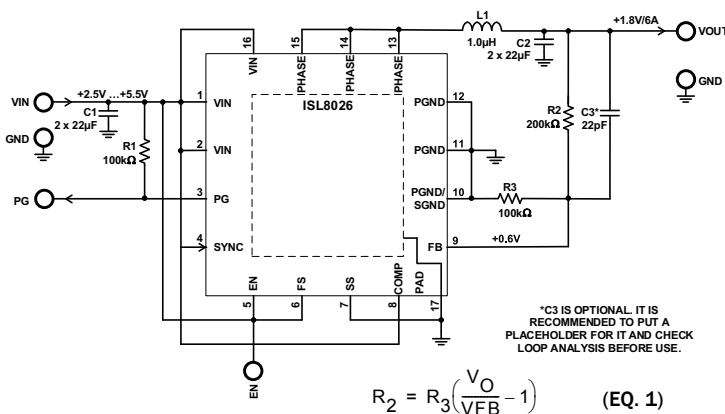 16
15
14
13
VIN
PHASE
PHASE
PHASE
L1
1.0µH
C2
2 x 22µF
+1.8V/6A
VOUT
GND
ISL8026
VIN
+2.5V …+5.5V
C1
2 x 22µF
GND
R1
100kΩ
PG
1
VIN
2
VIN
3
PG
4
SYNC
PGND
12
PGND
11
PGND/
SGND
10
R3
100kΩ
FB
9
+0.6V
R2
200kΩ
C3*
22pF
EN
FS
SS
COMP
PAD
5
6
7
8
17
EN
*C3 IS OPTIONAL. IT IS
RECOMMENDED TO PUT A
PLACEHOLDER FOR IT AND CHECK
LOOP ANALYSIS BEFORE USE.
R2 = R3(VO/VFB – 1) (EQ. 1)